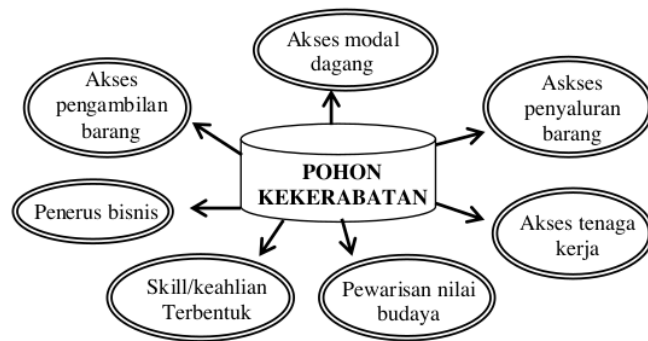 Akses modal
dagang
Akses
pengambilan
barang
Askses
penyaluran
barang
POHON
KEKERABATAN
Penerus bisnis
Akses tenaga
kerja
Skill/keahlian
Terbentuk
Pewarisan nilai
budaya